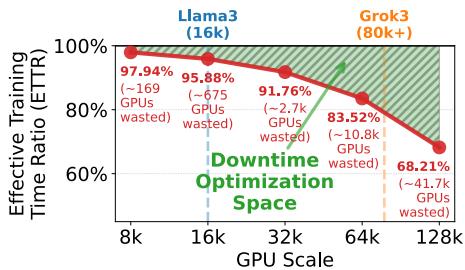 Llama3
(16k)
Grok3
(80k+)
Effective Training
Time Ratio (ETTR)
100%
80%
60%
97.94%
(~169
GPUs
wasted)
95.88%
(~675
GPUs
wasted)
91.76%
(~2.7k
GPUs
wasted)
83.52%
(~10.8k
GPUs
wasted)
68.21%
(~41.7k
GPUs
wasted)
Downtime
Optimization
Space
8k
16k
32k
64k
128k
GPU Scale